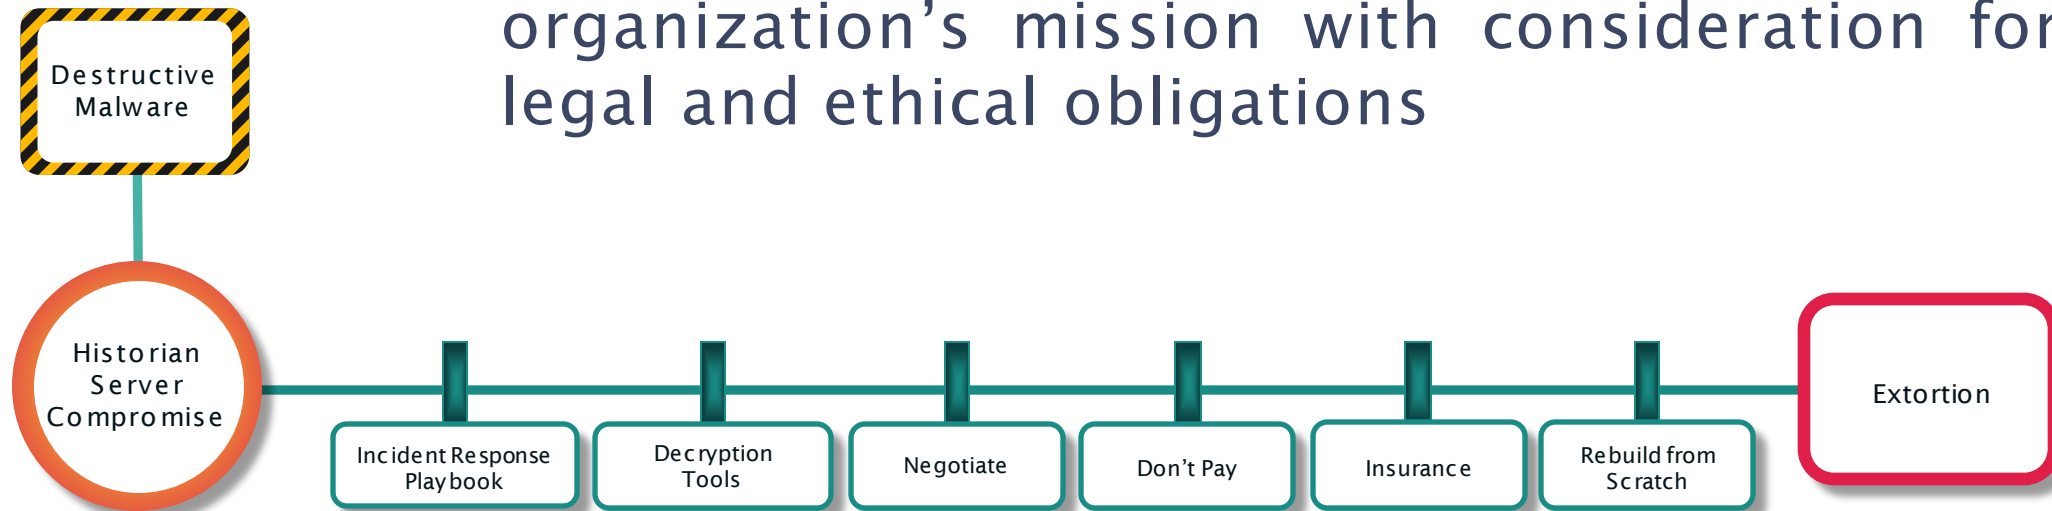 organization’s mission with consideration for
legal and ethical obligations
Destructive
Malware
Historian
Server
Compromise
Incident Response
Playbook
Decryption
Tools
Negotiate
Don’t Pay
Insurance
Rebuild from
Scratch
Extortion